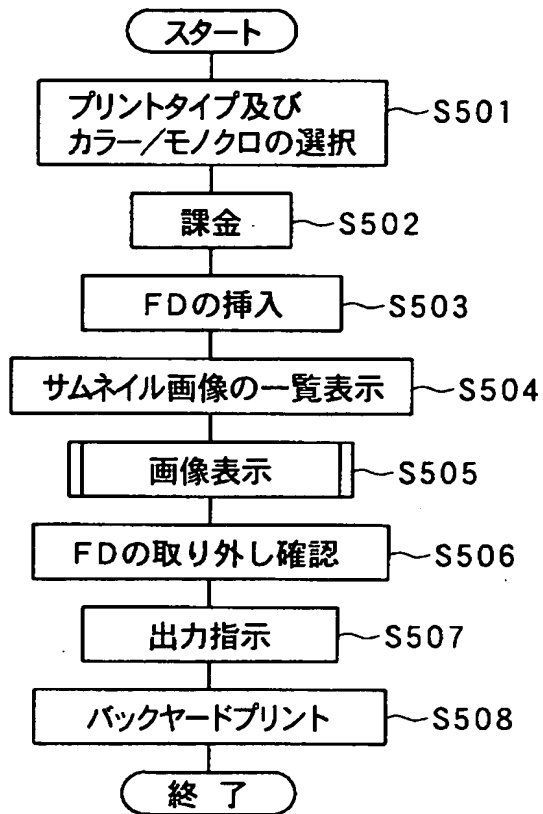 スタート
プリントタイプ及び
カラー/モノクロの選択
S501
課金
S502
FDの挿入
S503
サムネイル画像の一覧表示
S504
画像表示
S505
FDの取り外し確認
S506
出力指示
S507
バックヤードプリント
S508
終了